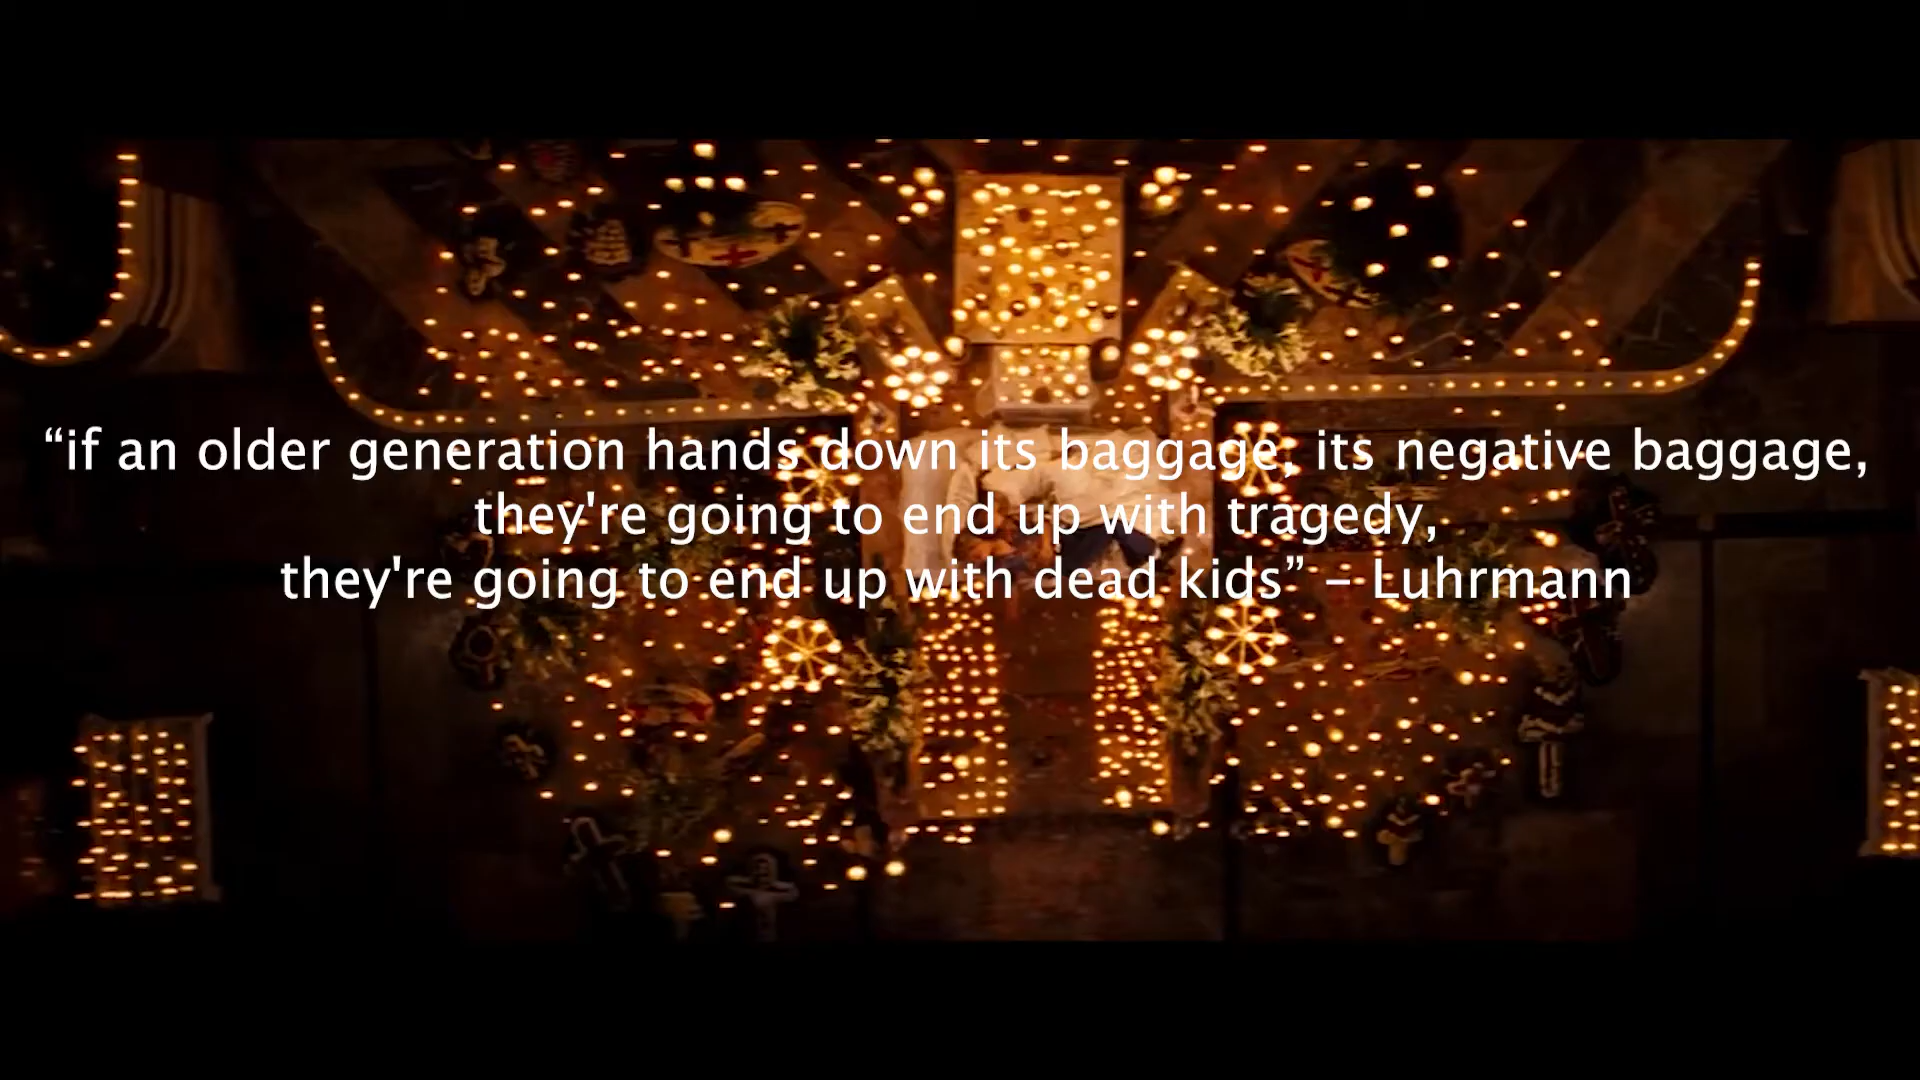 “if an older generation hands down its baggage, its negative baggage,
they're going to end up with tragedy,
they're going to end up with dead kids” – Luhrmann